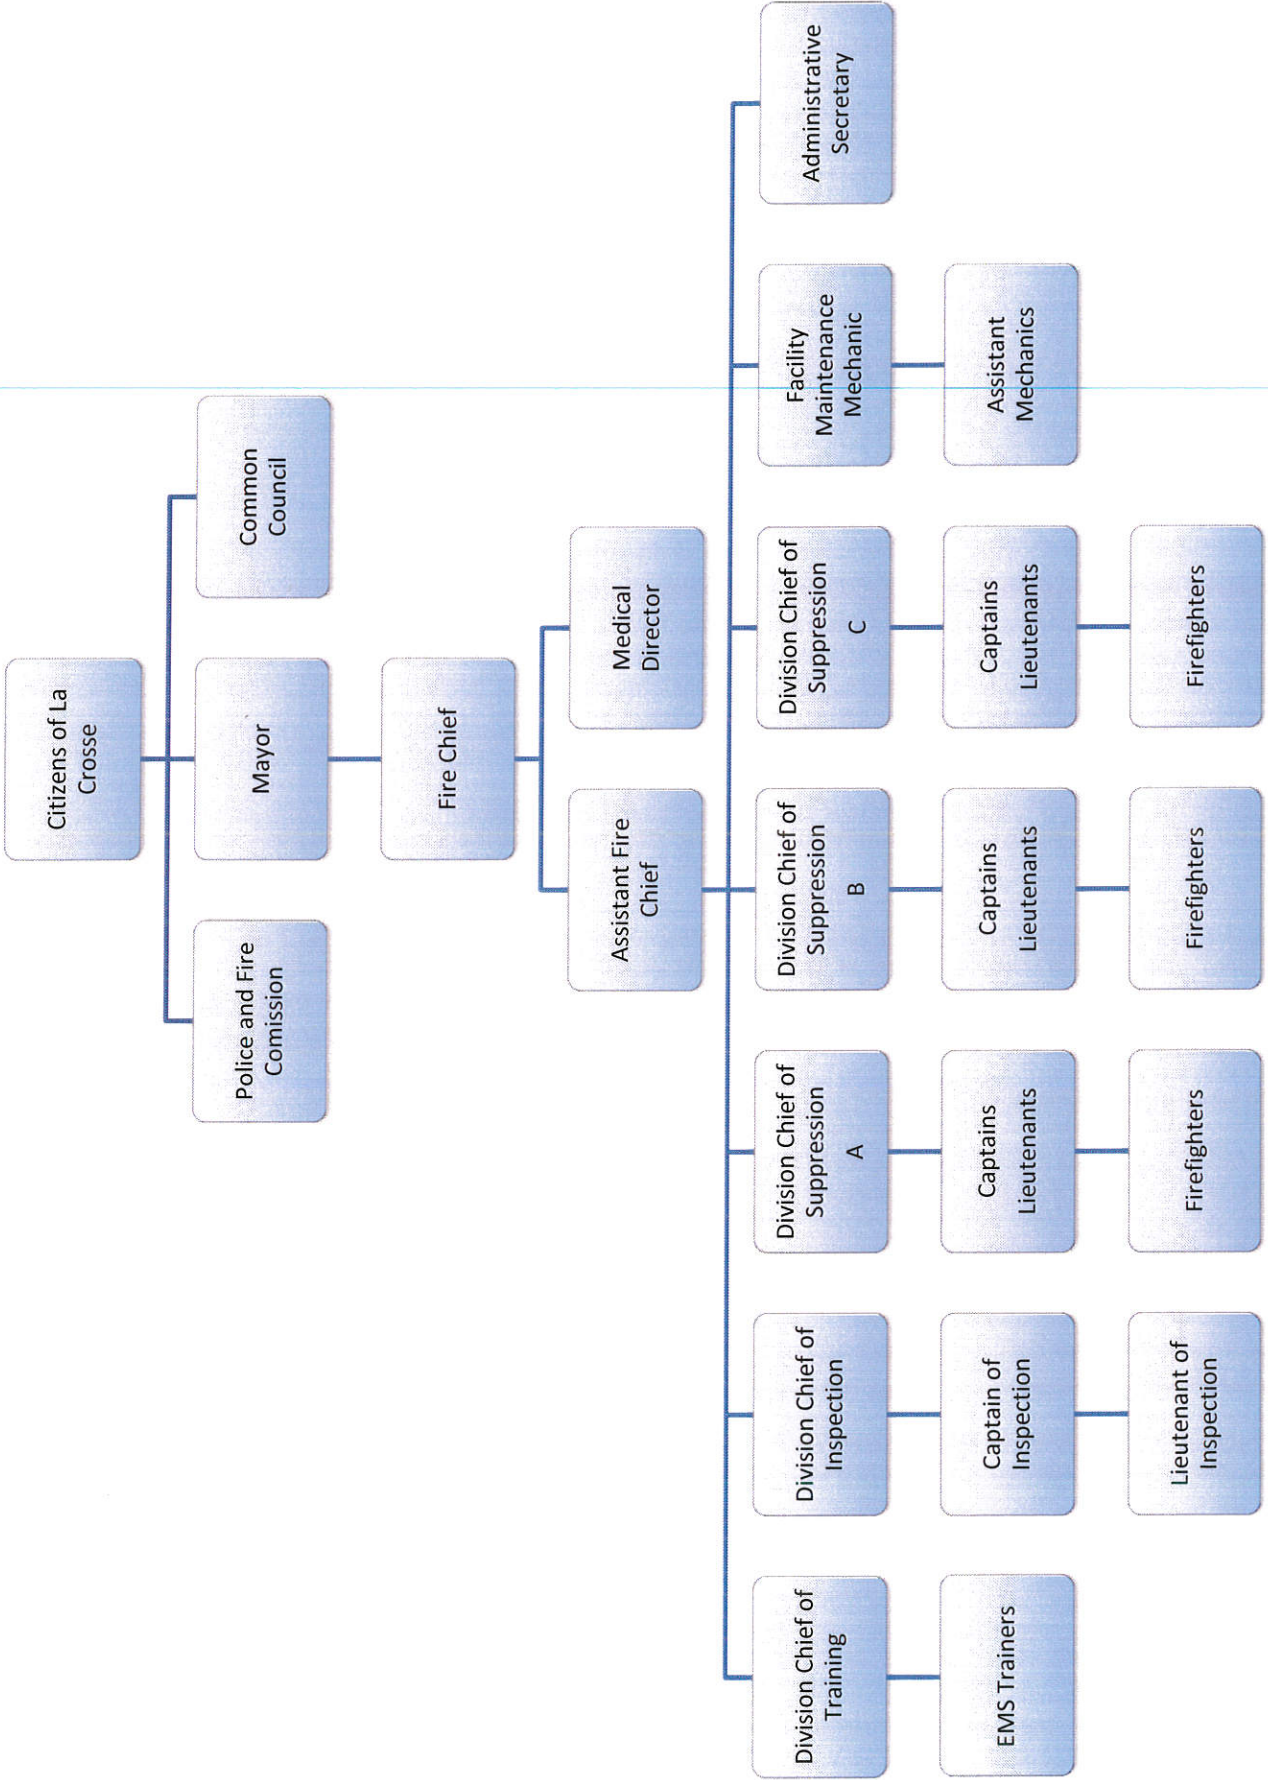 Citizens of La
Crosse
Police and Fire
Comission
Mayor
Common
Council
Fire Chief
Assistant Fire
Chief
Medical
Director
Division Chief of
Training
Division Chief of
Inspection
Division Chief of
Suppression
A
Division Chief of
Suppression
B
Division Chief of
Suppression
C
Facility
Maintenance
Mechanic
Administrative
Secretary
EMS Trainers
Captain of
Inspection
Captains
Lieutenants
Captains
Lieutenants
Captains
Lieutenants
Assistant
Mechanics
Lieutenant of
Inspection
Firefighters
Firefighters
Firefighters